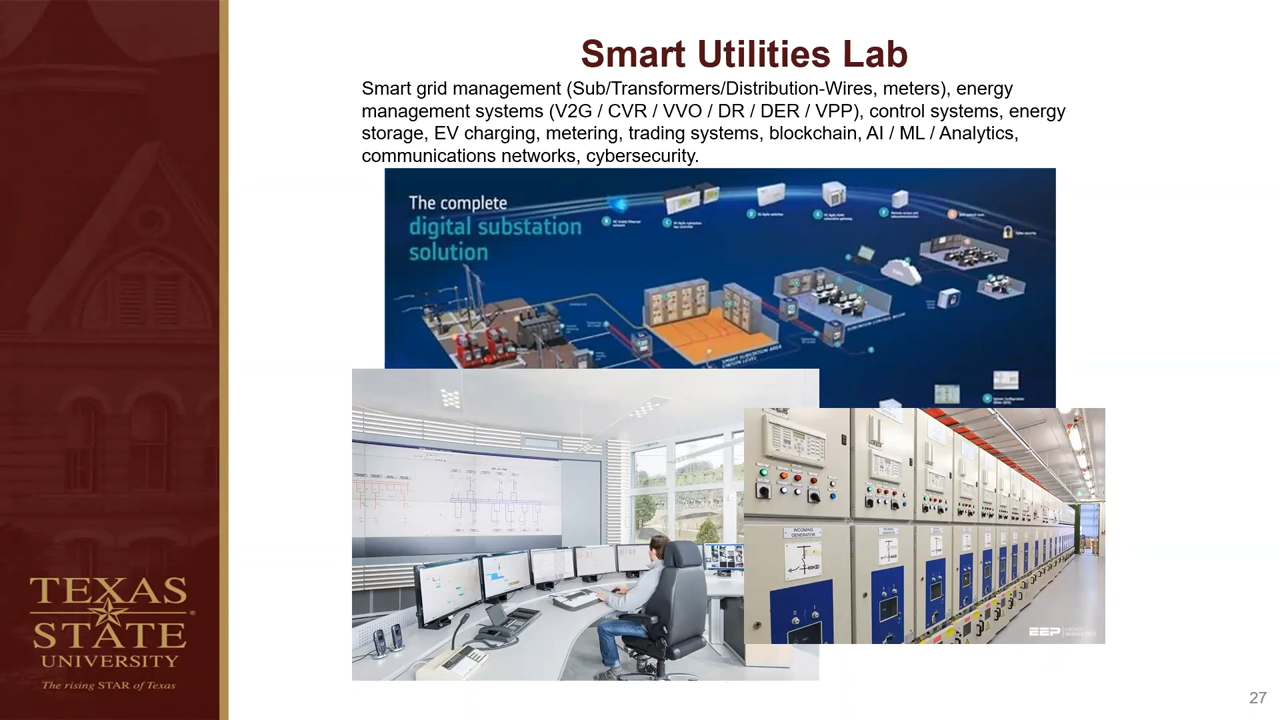 Smart Utilities Lab
Smart grid management (Sub/Transformers/Distribution-Wires, meters), energy
management systems (V2G / CVR / VVO / DR / DER / VPP), control systems, energy
storage, EV charging, metering, trading systems, blockchain, AI / ML / Analytics,
communications networks, cybersecurity.
The complete
digital substation
solution
INCOMING
GENERATOR
EEP
TEXAS
STATE
UNIVERSITY
®
The rising STAR of Texas
27